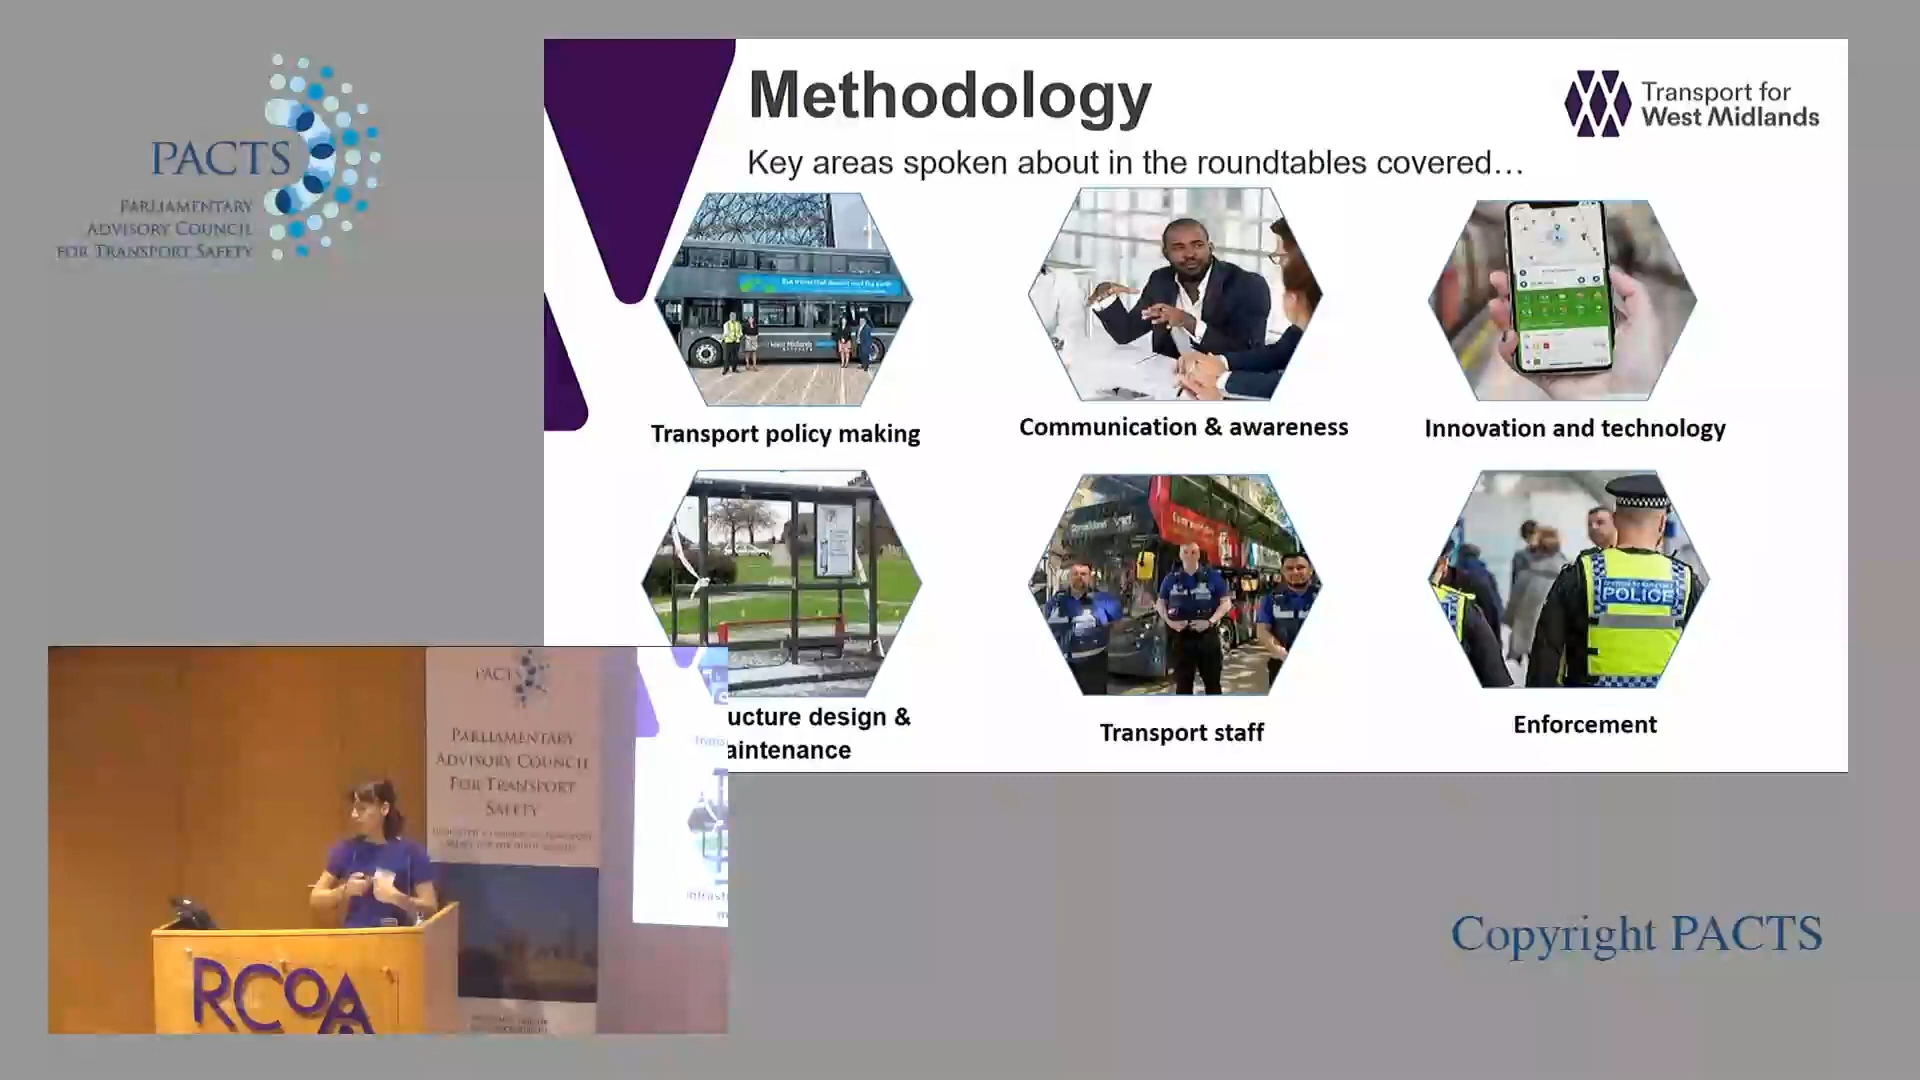 PACTS
PARLIAMENTARY
ADVISORY COUNCIL
FOR TRANSPORT SAFETY
Methodology
Transport for
West Midlands
Key areas spoken about in the roundtables covered…
Transport policy making
Communication & awareness
Innovation and technology
POLICE
ucture design &
aintenance
Transport staff
Enforcement
PACTS
PARLIAMENTARY
ADVISORY COUNCIL
FOR TRANSPORT
SAFETY
RCOA
Copyright PACTS